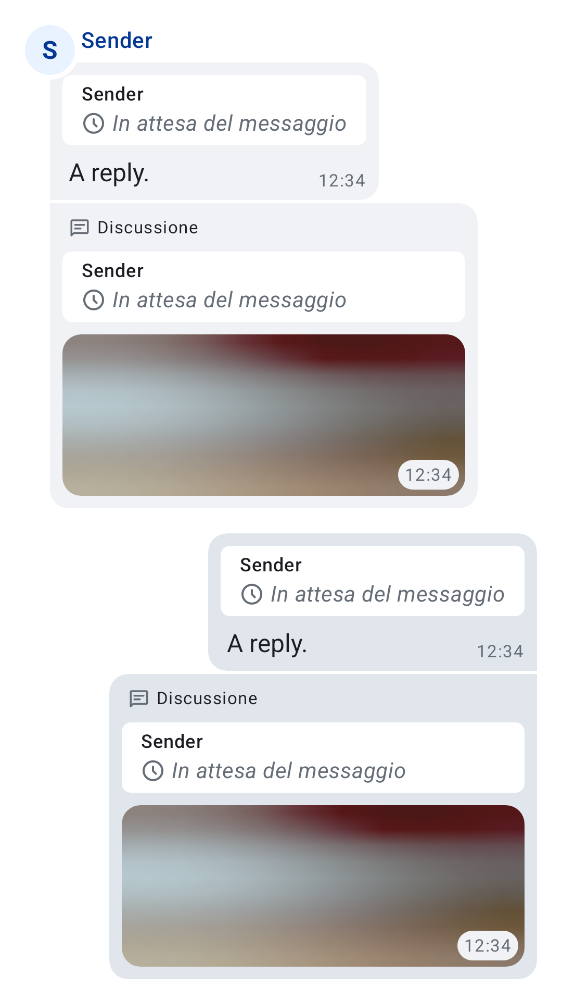 S
Sender
Sender
In attesa del messaggio
A reply.
12:34
Discussione
Sender
In attesa del messaggio
12:34
Sender
In attesa del messaggio
A reply.
12:34
Discussione
Sender
In attesa del messaggio
12:34